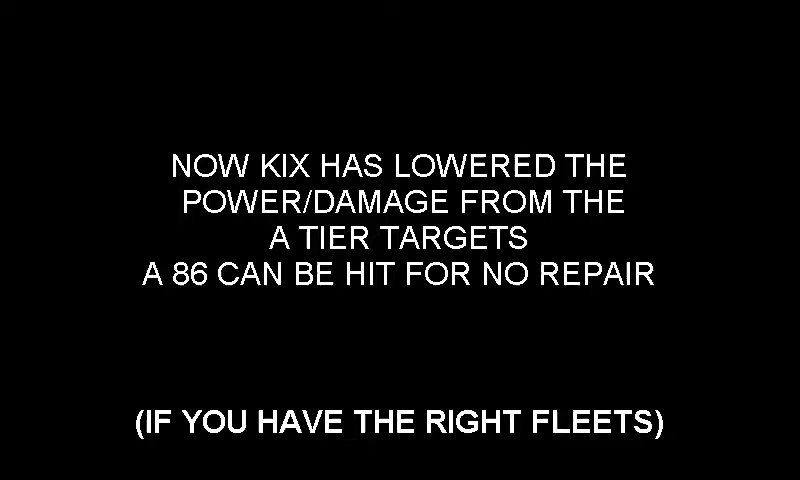 NOW KIX HAS LOWERED THE
POWER/DAMAGE FROM THE
A TIER TARGETS
A 86 CAN BE HIT FOR NO REPAIR
(IF YOU HAVE THE RIGHT FLEETS)